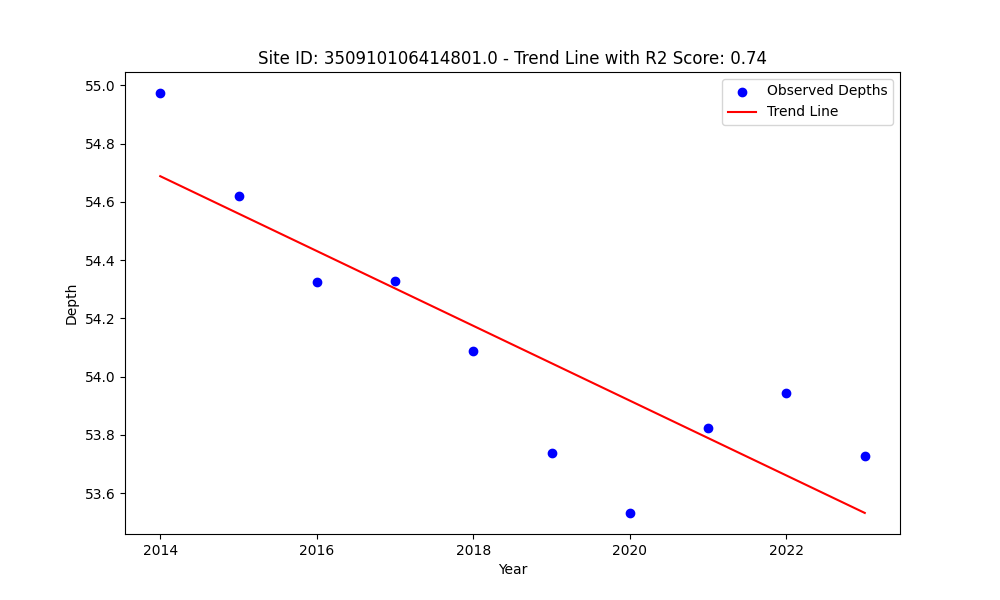 Site ID: 350910106414801.0 - Trend Line with R2 Score: 0.74
Observed Depths
Trend Line
55.0
54.8
54.6
54.4
54.2
54.0
53.8
53.6
Depth
2014
2016
2018
2020
2022
Year